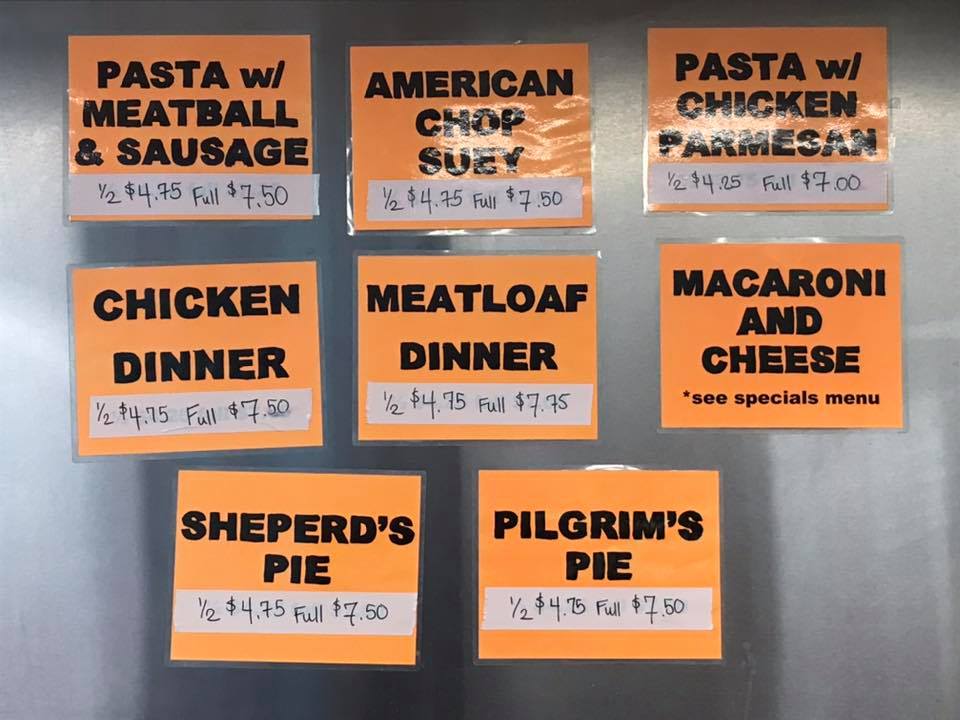 PASTA w/
MEATBALL
& SAUSAGE
½ $4.75 Full $7.50
AMERICAN
CHOP
SUEY
½ $4.75 Full $7.50
PASTA w/
CHICKEN
PARMESAN
½ $4.25 Full $7.00
CHICKEN
DINNER
½ $4.75 Full $7.50
MEATLOAF
DINNER
½ $4.75 Full $7.75
MACARONI
AND
CHEESE
*see specials menu
SHEPERD'S
PIE
½ $4.75 Full $7.50
PILGRIM'S
PIE
½ $4.75 Full $7.50